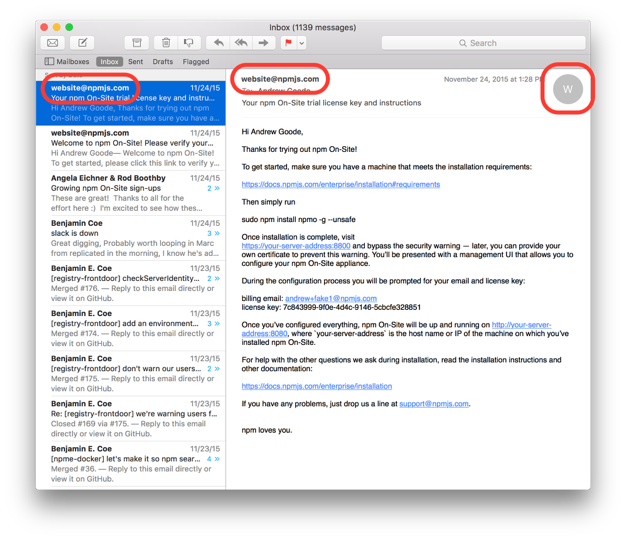 Inbox (1139 messages)
Search
Mailboxes Inbox Sent Drafts Flagged
website@npmjs.com 11/24/15
Your npm On-Site trial license key and instru...
Hi Andrew Goode, Thanks for trying out npm
On-Site! To get started, make sure you have a...
website@npmjs.com 11/24/15
Welcome to npm On-Site! Please verify your...
Hi Andrew Goode— Welcome to npm On-Site!
To get started, please click this link to verify y...
Angela Eichner & Rod Boothby 11/24/15
Growing npm On-Site sign-ups 2 »
These are great! Thanks to all for the
effort here :) I'm excited to see how thes...
Benjamin Coe 11/24/15
slack is down 3 »
Great digging, Probably worth looping in Marc
from replicated in the morning, I know he's ad...
Benjamin E. Coe 11/23/15
[registry-frontdoor] checkServerIdentity... 2 »
Merged #176. — Reply to this email directly or
view it on GitHub.
Benjamin E. Coe 11/23/15
[registry-frontdoor] add an environment... 3 »
Merged #174. — Reply to this email directly or
view it on GitHub.
Benjamin E. Coe 11/23/15
[registry-frontdoor] don't warn our users... 2 »
Merged #175. — Reply to this email directly or
view it on GitHub.
Benjamin E. Coe 11/23/15
Re: [registry-frontdoor] we're warning users f...
Closed #169 via #175. — Reply to this email
directly or view it on GitHub.
Benjamin E. Coe 11/23/15
[npme-docker] let's make it so npm sear... 4 »
Merged #36. — Reply to this email directly or
view it on GitHub.
website@npmjs.com November 24, 2015 at 1:28 PM
To: Andrew Goode
W
Your npm On-Site trial license key and instructions
Hi Andrew Goode,
Thanks for trying out npm On-Site!
To get started, make sure you have a machine that meets the installation requirements:
https://docs.npmjs.com/enterprise/installation#requirements
Then simply run
sudo npm install npmo -g --unsafe
Once installation is complete, visit
https://your-server-address:8800 and bypass the security warning — later, you can provide your
own certificate to prevent this warning. You'll be presented with a management UI that allows you to
configure your npm On-Site appliance.
During the configuration process you will be prompted for your email and license key:
billing email: andrew+fake1@npmjs.com
license key: 7c843999-9f0e-4d4c-9146-5cbcfe328851
Once you've configured everything, npm On-Site will be up and running on http://your-server-
address:8080, where `your-server-address` is the host name or IP of the machine on which you've
installed npm On-Site.
For help with the other questions we ask during installation, read the installation instructions and
other documentation:
https://docs.npmjs.com/enterprise/installation
If you have any problems, just drop us a line at support@npmjs.com.
npm loves you.